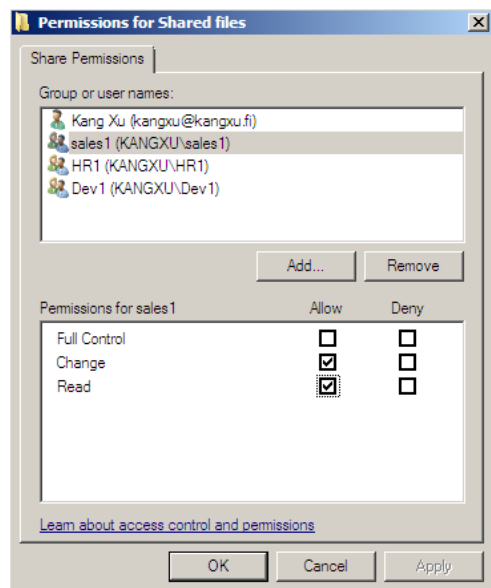 Permissions for Shared files
Share Permissions
Group or user names:
Kang Xu (kangxu@kangxu.fi)
sales1 (KANGXU\sales1)
HR1 (KANGXU\HR1)
Dev1 (KANGXU\Dev1)
Add... Remove
Permissions for sales1 Allow Deny
Full Control
Change
Read
Learn about access control and permissions
OK Cancel Apply